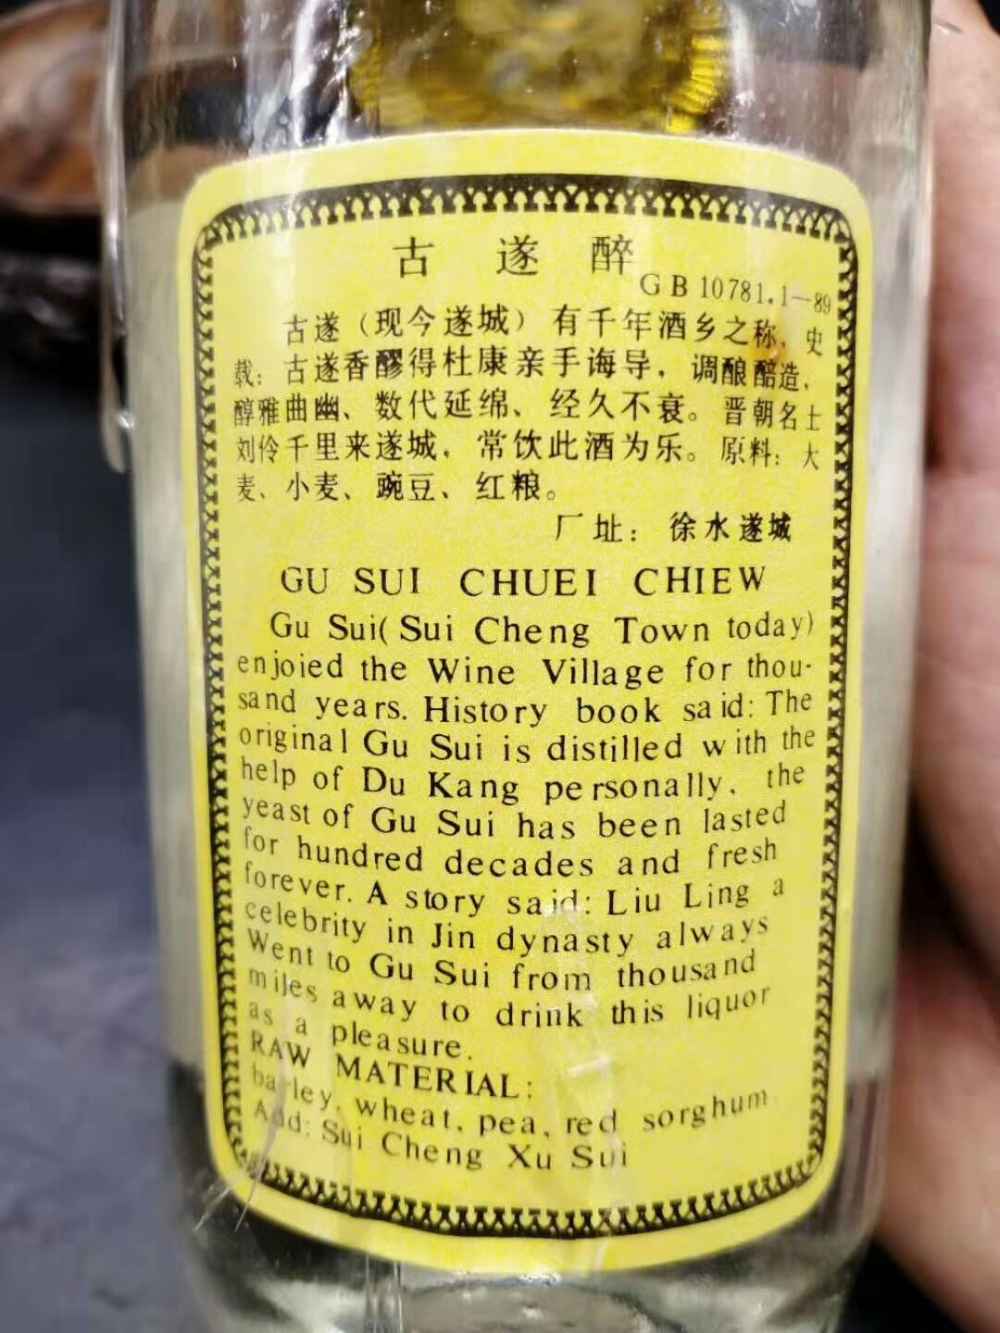 古 遂 醉
GB 10781.1—89
古遂（现今遂城）有千年酒乡之称，史
载：古遂香醪得杜康亲手诲导，调酿醅造，
醇雅曲幽、数代延绵、经久不衰。晋朝名士
刘伶千里来遂城，常饮此酒为乐。原料：大
麦、小麦、豌豆、红粮。
厂址：徐水遂城
GU SUI CHUEI CHIEW
Gu Sui( Sui Cheng Town today)
enjoied the Wine Village for thou-
sand years. History book said: The
original Gu Sui is distilled with the
help of Du Kang personally, the
yeast of Gu Sui has been lasted
for hundred decades and fresh
forever. A story said: Liu Ling a
celebrity in Jin dynasty always
Went to Gu Sui from thousand
miles away to drink this liquor
as a pleasure.
RAW MATERIAL:
barley, wheat, pea, red sorghum
Add: Sui Cheng Xu Sui